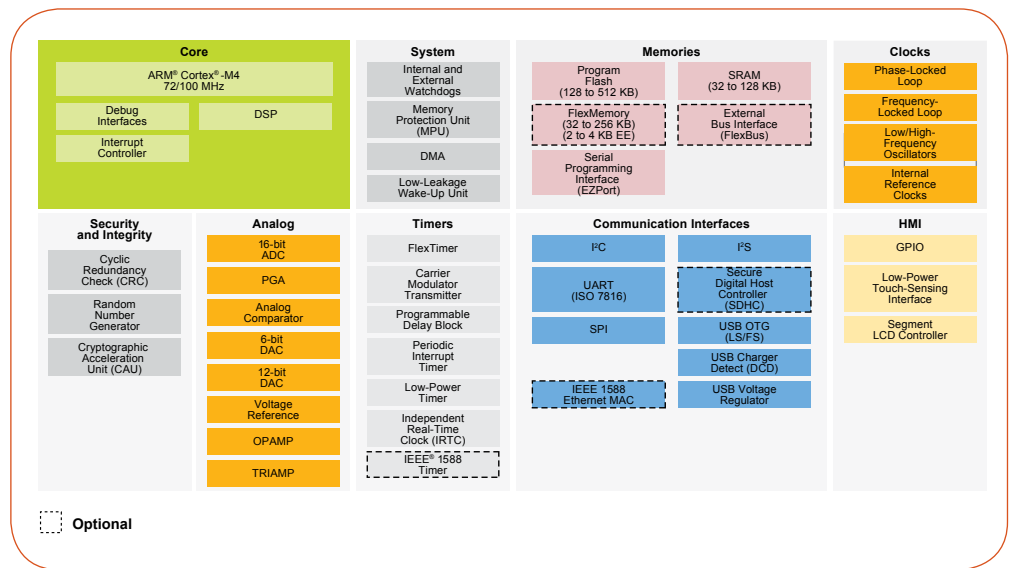 Core
ARM® Cortex®-M4
72/100 MHz
Debug
Interfaces
DSP
Interrupt
Controller
System
Internal and
External
Watchdogs
Memory
Protection Unit
(MPU)
DMA
Low-Leakage
Wake-Up Unit
Memories
Program
Flash
(128 to 512 KB)
SRAM
(32 to 128 KB)
FlexMemory
(32 to 256 KB)
(2 to 4 KB EE)
External
Bus Interface
(FlexBus)
Serial
Programming
Interface
(EZPort)
Clocks
Phase-Locked
Loop
Frequency-
Locked Loop
Low/High-
Frequency
Oscillators
Internal
Reference
Clocks
Security
and Integrity
Cyclic
Redundancy
Check (CRC)
Random
Number
Generator
Cryptographic
Acceleration
Unit (CAU)
Analog
16-bit
ADC
PGA
Analog
Comparator
6-bit
DAC
12-bit
DAC
Voltage
Reference
OPAMP
TRIAMP
Timers
FlexTimer
Carrier
Modulator
Transmitter
Programmable
Delay Block
Periodic
Interrupt
Timer
Low-Power
Timer
Independent
Real-Time
Clock (IRTC)
IEEE® 1588
Timer
Communication Interfaces
I²C
I²S
UART
(ISO 7816)
Secure
Digital Host
Controller
(SDHC)
SPI
USB OTG
(LS/FS)
USB Charger
Detect (DCD)
IEEE 1588
Ethernet MAC
USB Voltage
Regulator
HMI
GPIO
Low-Power
Touch-Sensing
Interface
Segment
LCD Controller
Optional